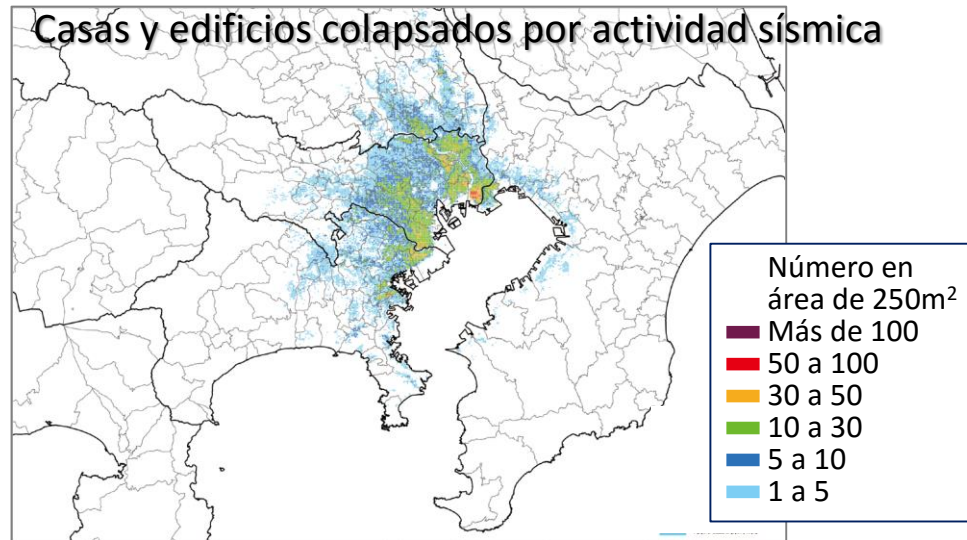 Casas y edificios colapsados por actividad sísmica
Número en
área de 250m²
Más de 100
50 a 100
30 a 50
10 a 30
5 a 10
1 a 5